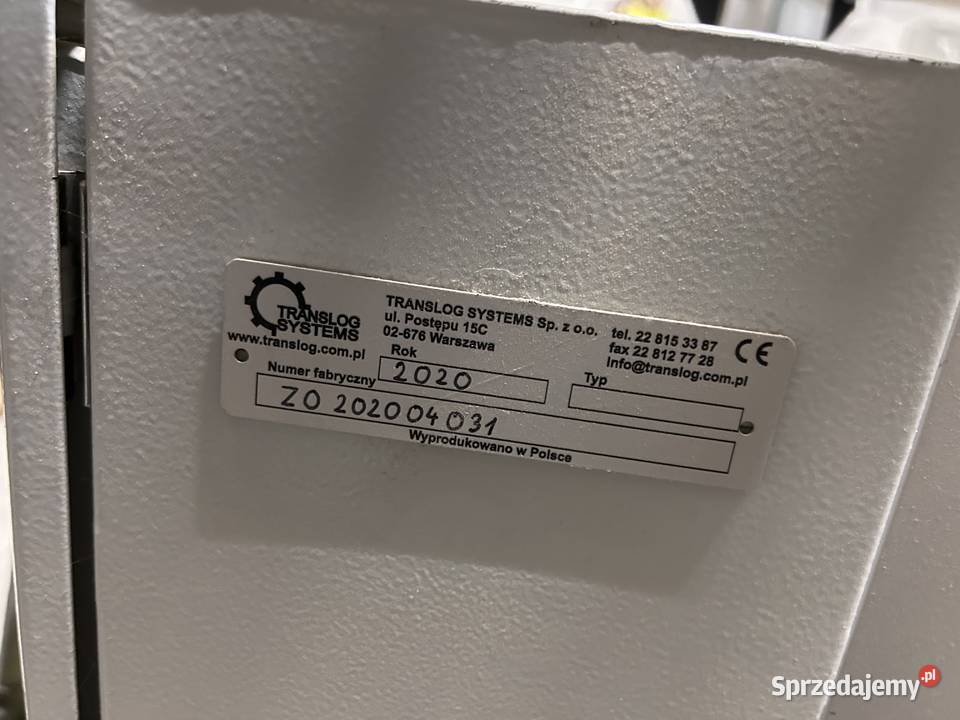 TRANSLOG
SYSTEMS
www.translog.com.pl
TRANSLOG SYSTEMS Sp. z o.o.
ul. Postępu 15C
02-676 Warszawa
tel. 22 815 33 87
fax 22 812 77 28
info@translog.com.pl
CE
Rok
2020
Typ
Numer fabryczny
ZO 202004031
Wyprodukowano w Polsce
Sprzedajemy.pl